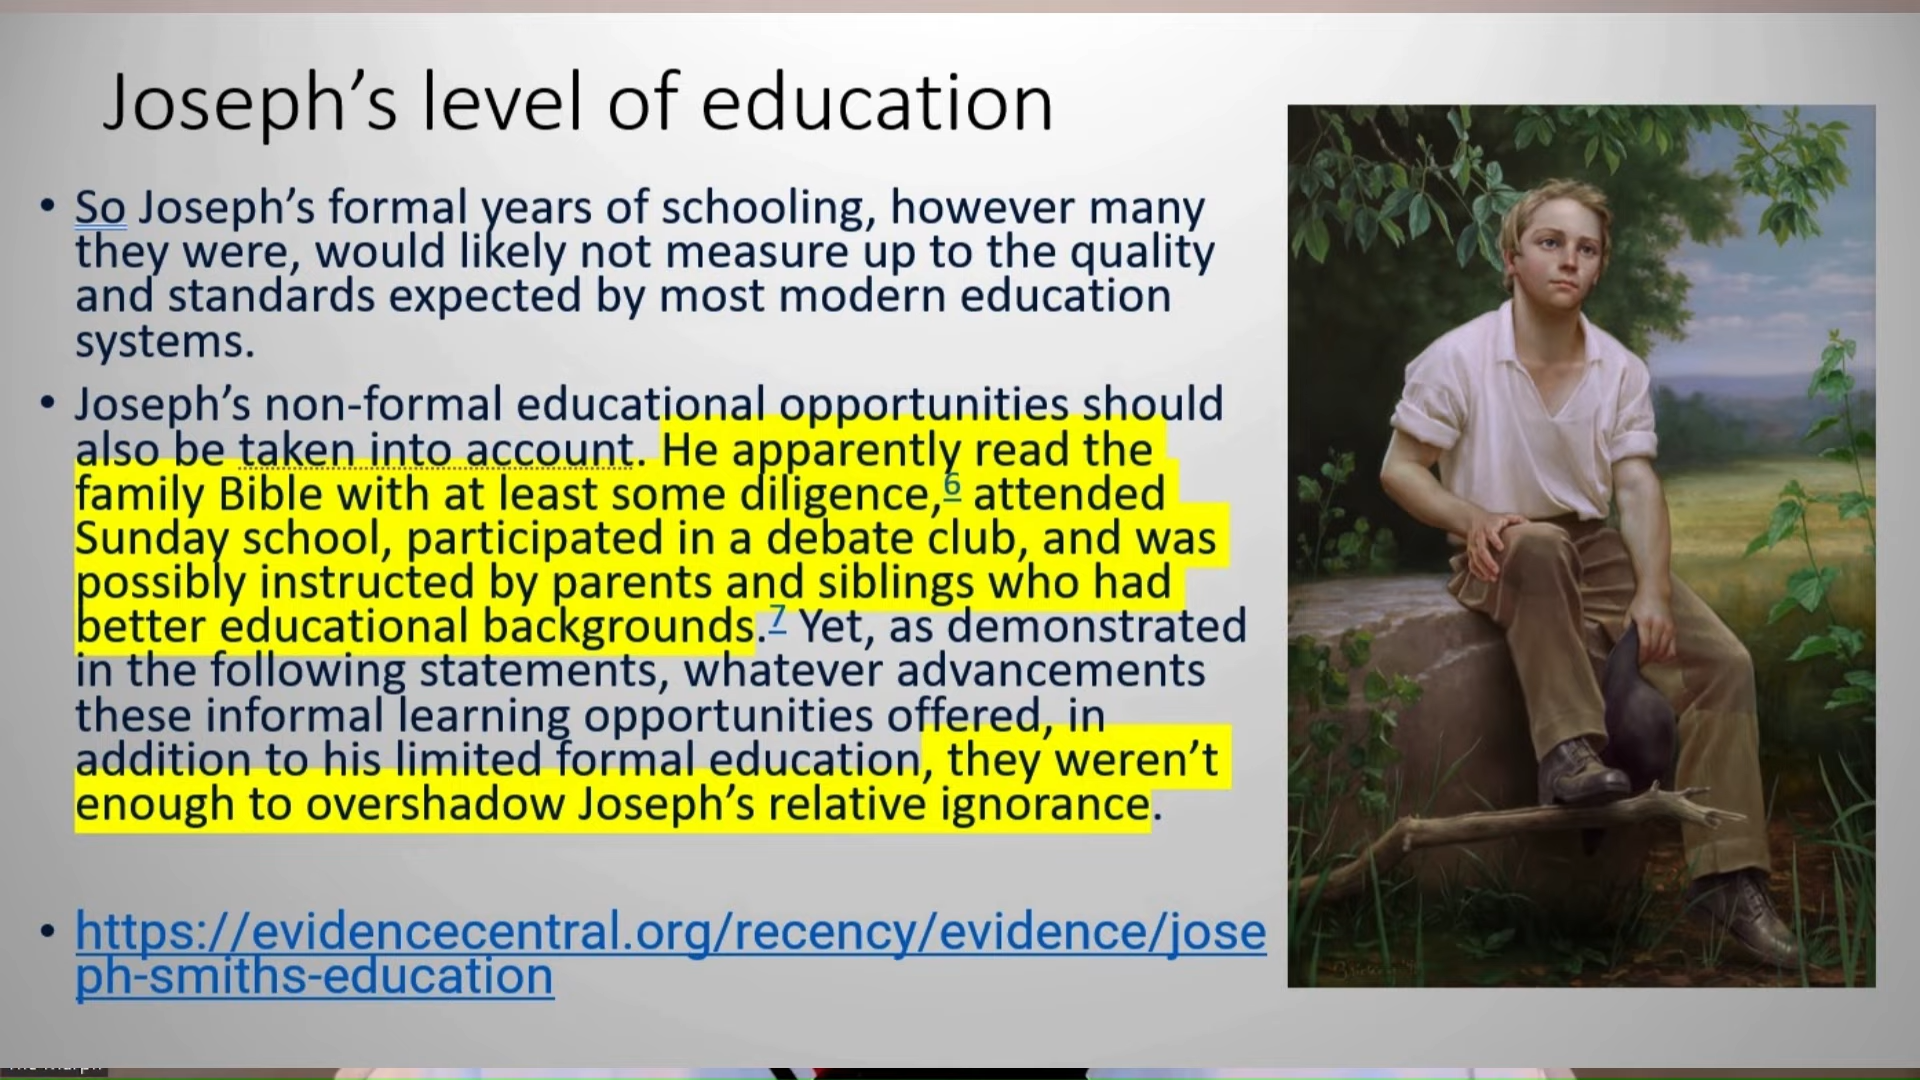 Joseph’s level of education
• So Joseph’s formal years of schooling, however many
they were, would likely not measure up to the quality
and standards expected by most modern education
systems.
• Joseph’s non-formal educational opportunities should
also be taken into account. He apparently read the
family Bible with at least some diligence,6 attended
Sunday school, participated in a debate club, and was
possibly instructed by parents and siblings who had
better educational backgrounds.7 Yet, as demonstrated
in the following statements, whatever advancements
these informal learning opportunities offered, in
addition to his limited formal education, they weren’t
enough to overshadow Joseph’s relative ignorance.
• https://evidencecentral.org/recency/evidence/jose
ph-smiths-education